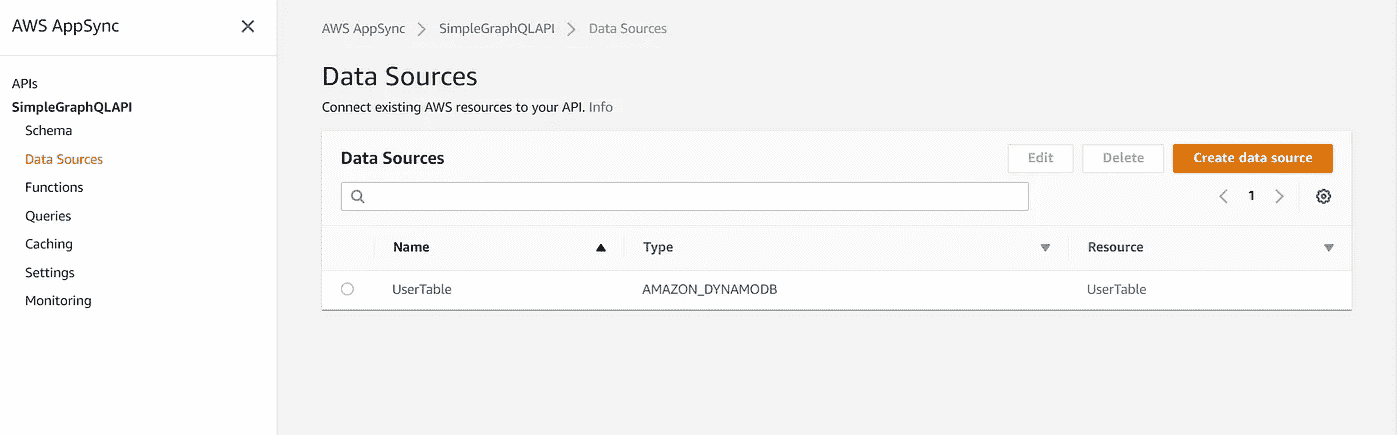 AWS AppSync
APIs
SimpleGraphQLAPI
Schema
Data Sources
Functions
Queries
Caching
Settings
Monitoring
AWS AppSync SimpleGraphQLAPI Data Sources
Data Sources
Connect existing AWS resources to your API. Info
Data Sources Edit Delete Create data source
1
Name Type Resource
UserTable AMAZON_DYNAMODB UserTable